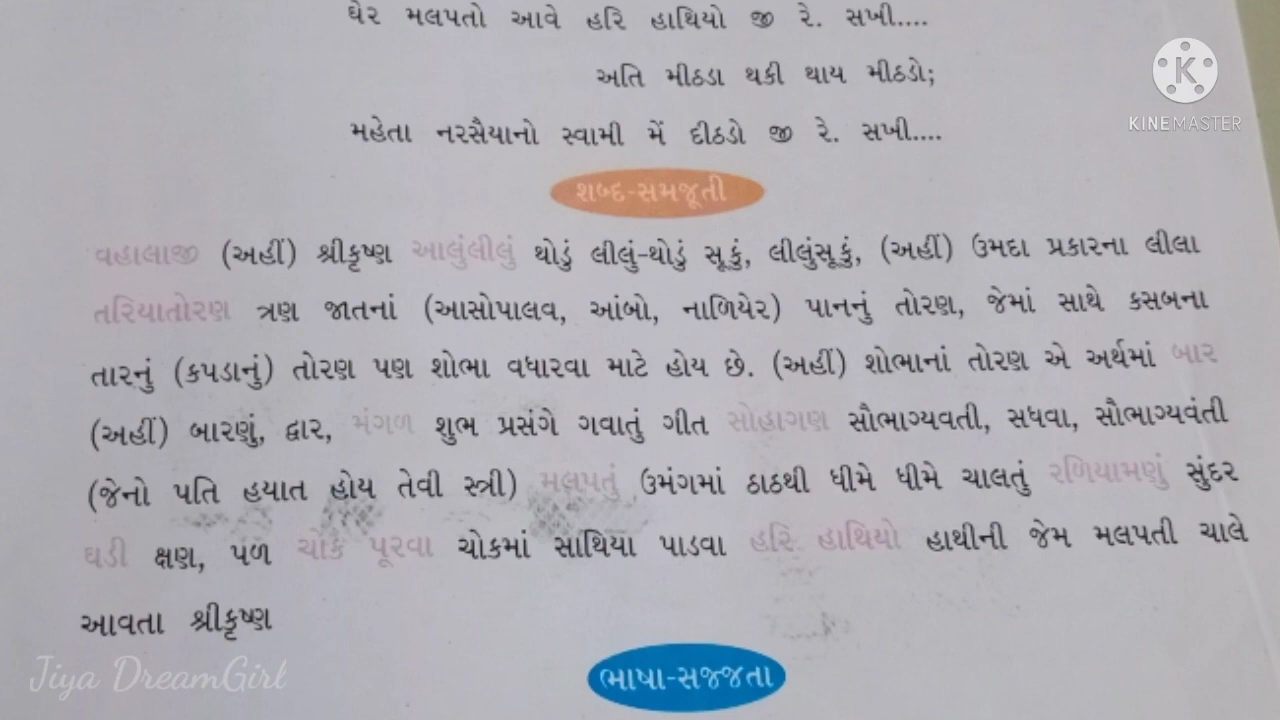 ઘેર મલપતો આવે હરિ હાથિયો જી રે. સખી....
અતિ મીઠડા થકી થાય મીઠડો;
મહેતા નરસૈયાનો સ્વામી મેં દીઠડો જી રે. સખી....
શબ્દ-સમજૂતી
વહાલાજી (અહીં) શ્રીકૃષ્ણ આલુંલીલું થોડું લીલું-થોડું સૂકું, લીલુંસૂકું, (અહીં) ઉમદા પ્રકારના લીલા
તરિયાતોરણ ત્રણ જાતનાં (આસોપાલવ, આંબો, નાળિયેર) પાનનું તોરણ, જેમાં સાથે કસબના
તારનું (કપડાનું) તોરણ પણ શોભા વધારવા માટે હોય છે. (અહીં) શોભાનાં તોરણ એ અર્થમાં બાર
(અહીં) બારણું, દ્વાર, મંગળ શુભ પ્રસંગે ગવાતું ગીત સોહાગણ સૌભાગ્યવતી, સધવા, સૌભાગ્યવંતી
(જેનો પતિ હયાત હોય તેવી સ્ત્રી) મલપતું ઉમંગમાં ઠાઠથી ધીમે ધીમે ચાલતું રળિયામણું સુંદર
ઘડી ક્ષણ, પળ ચોક પૂરવા ચોકમાં સાથિયા પાડવા હરિ હાથિયો હાથીની જેમ મલપતી ચાલે
આવતા શ્રીકૃષ્ણ
ભાષા-સજ્જતા
KINEMASTER
Jiya DreamGirl